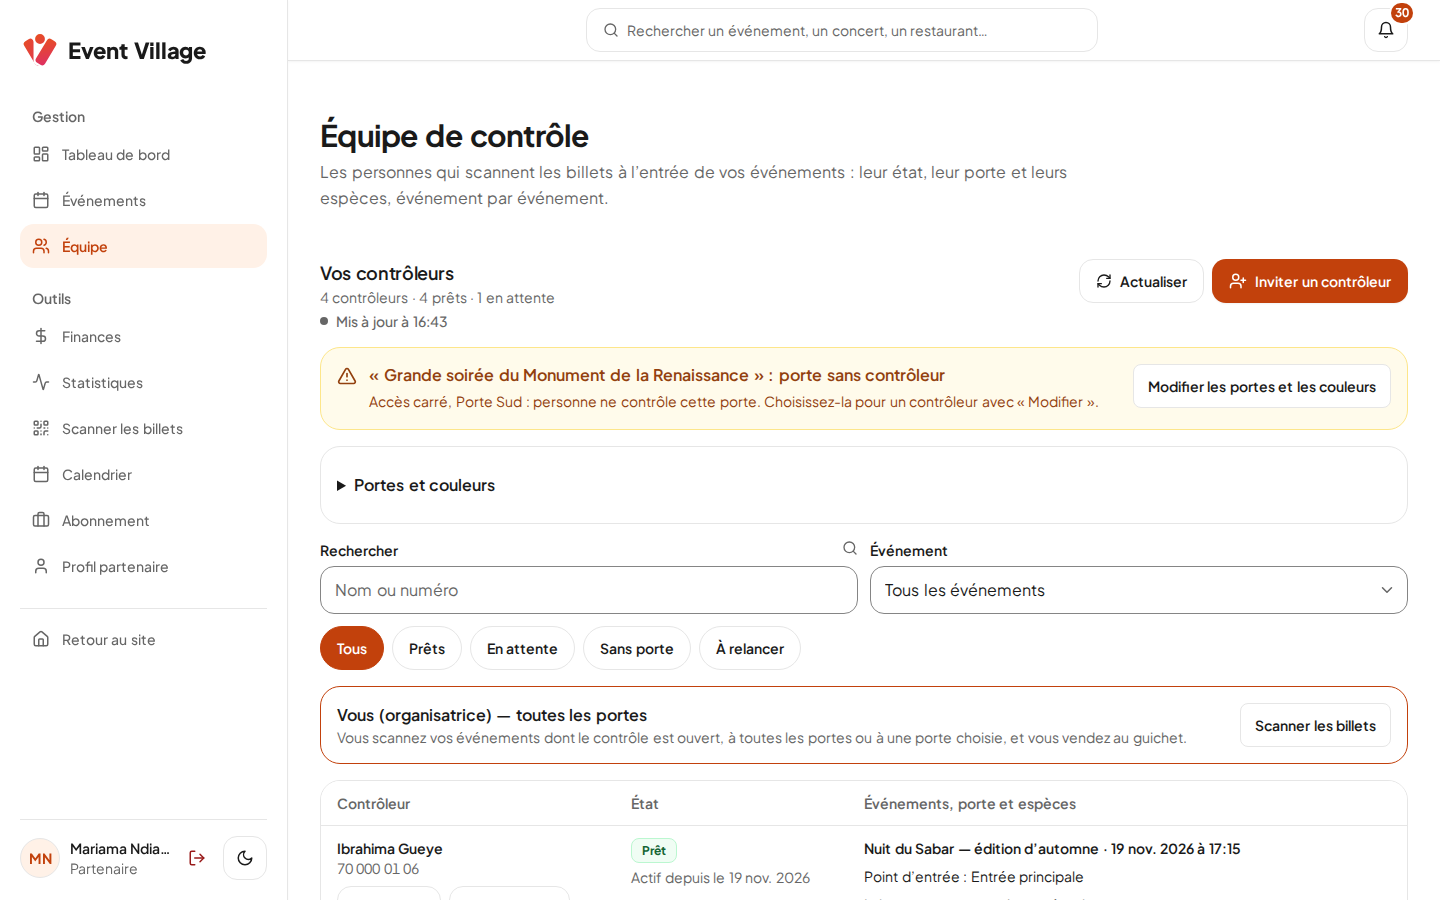 Event Village
Rechercher un événement, un concert, un restaurant...
30
Gestion
Tableau de bord
Événements
Équipe
Outils
Finances
Statistiques
Scanner les billets
Calendrier
Abonnement
Profil partenaire
Retour au site
MN
Mariama Ndia...
Partenaire
Équipe de contrôle
Les personnes qui scannent les billets à l'entrée de vos événements : leur état, leur porte et leurs
espèces, événement par événement.
Vos contrôleurs
4 contrôleurs · 4 prêts · 1 en attente
Mis à jour à 16:43
Actualiser
Inviter un contrôleur
« Grande soirée du Monument de la Renaissance » : porte sans contrôleur
Accès carré, Porte Sud : personne ne contrôle cette porte. Choisissez-la pour un contrôleur avec « Modifier ».
Modifier les portes et les couleurs
Portes et couleurs
Rechercher
Nom ou numéro
Événement
Tous les événements
Tous
Prêts
En attente
Sans porte
À relancer
Vous (organisatrice) — toutes les portes
Vous scannez vos événements dont le contrôle est ouvert, à toutes les portes ou à une porte choisie, et vous vendez au guichet.
Scanner les billets
Contrôleur
État
Événements, porte et espèces
Ibrahima Gueye
70 000 01 06
Prêt
Actif depuis le 19 nov. 2026
Nuit du Sabar — édition d'automne · 19 nov. 2026 à 17:15
Point d'entrée : Entrée principale